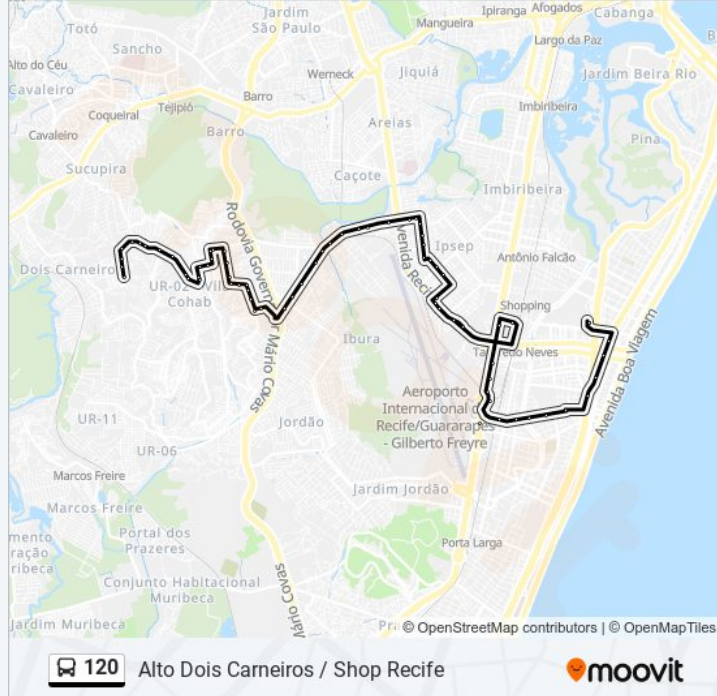 Jardim
São Paulo
Ipiranga
Afogados
Cabanga
Mangueira
Largo da Paz
Totó
Sancho
Alto do Céu
Cavaleiro
Werneck
Jiquiá
Jardim Beira Rio
Coqueiral
Tejipió
Barro
Imbiribeira
Cavaleiro
Barro
Areias
Pina
Sucupira
Caçote
Imbiribeira
Rodovia Governador Mário Covas
Avenida Recife
Ipsep
Antônio Falcão
Dois Carneiros
UR-02
Cohab
Shopping
Ibura
Tancredo Neves
Avenida Boa Viagem
Aeroporto
Internacional do
Recife/Guararapes
- Gilberto Freyre
UR-11
Jordão
UR-06
Marcos Freire
Jardim Jordão
Marcos Freire
Portal dos
Prazeres
Porta Larga
Conjunto Habitacional
Muribeca
Mário Covas
Jardim Muribeca
© OpenStreetMap contributors | © OpenMapTiles
120 Alto Dois Carneiros / Shop Recife
moovit